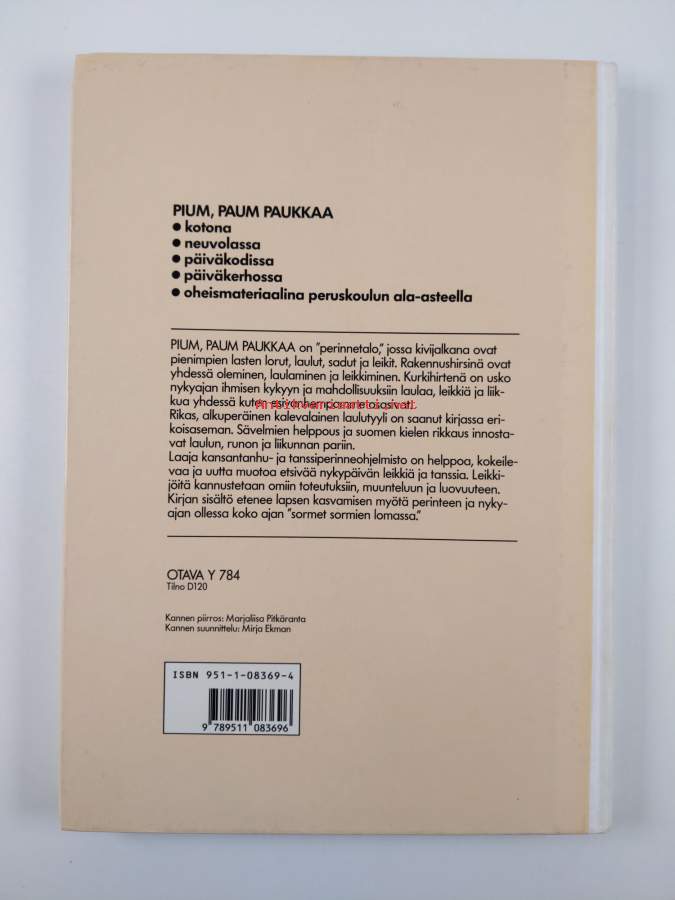 PIUM, PAUM PAUKKAA
• kotona
• neuvolassa
• päiväkodissa
• päiväkerhossa
• oheismateriaalina peruskoulun ala-asteella
PIUM, PAUM PAUKKAA on "perinnetalo," jossa kivijalkana ovat
pienimpien lasten lorut, laulut, sadut ja leikit. Rakennushirsinä ovat
yhdessä oleminen, laulaminen ja leikkiminen. Kurkihirtenä on usko
nykyajan ihmisen kykyyn ja mahdollisuuksiin laulaa, leikkiä ja liik-
kua yhdessä kuten esivanhempamme
Rikas, alkuperäinen kalevalainen laulutyyli on saanut kirjassa eri-
koisaseman. Sävelmien helppous ja suomen kielen rikkaus innosta-
vat laulun, runon ja liikunnan pariin.
Laaja kansantanhu- ja tanssiperinneohjelmisto on helppoa, kokeile-
vaa ja uutta muotoa etsivää nykypäivän leikkiä ja tanssia. Leikki-
jöitä kannustetaan omiin toteutuksiin, muunteluun ja luovuuteen.
Kirjan sisältö etenee lapsen kasvamisen myötä perinteen ja nyky-
ajan ollessa koko ajan "sormet sormien lomassa."
OTAVA Y 784
Tilno D120
Kannen piirros: Marjaliisa Pitkäranta
Kannen suunnittelu: Mirja Ekman
ISBN 951-1-08369-4
9 789511 083696